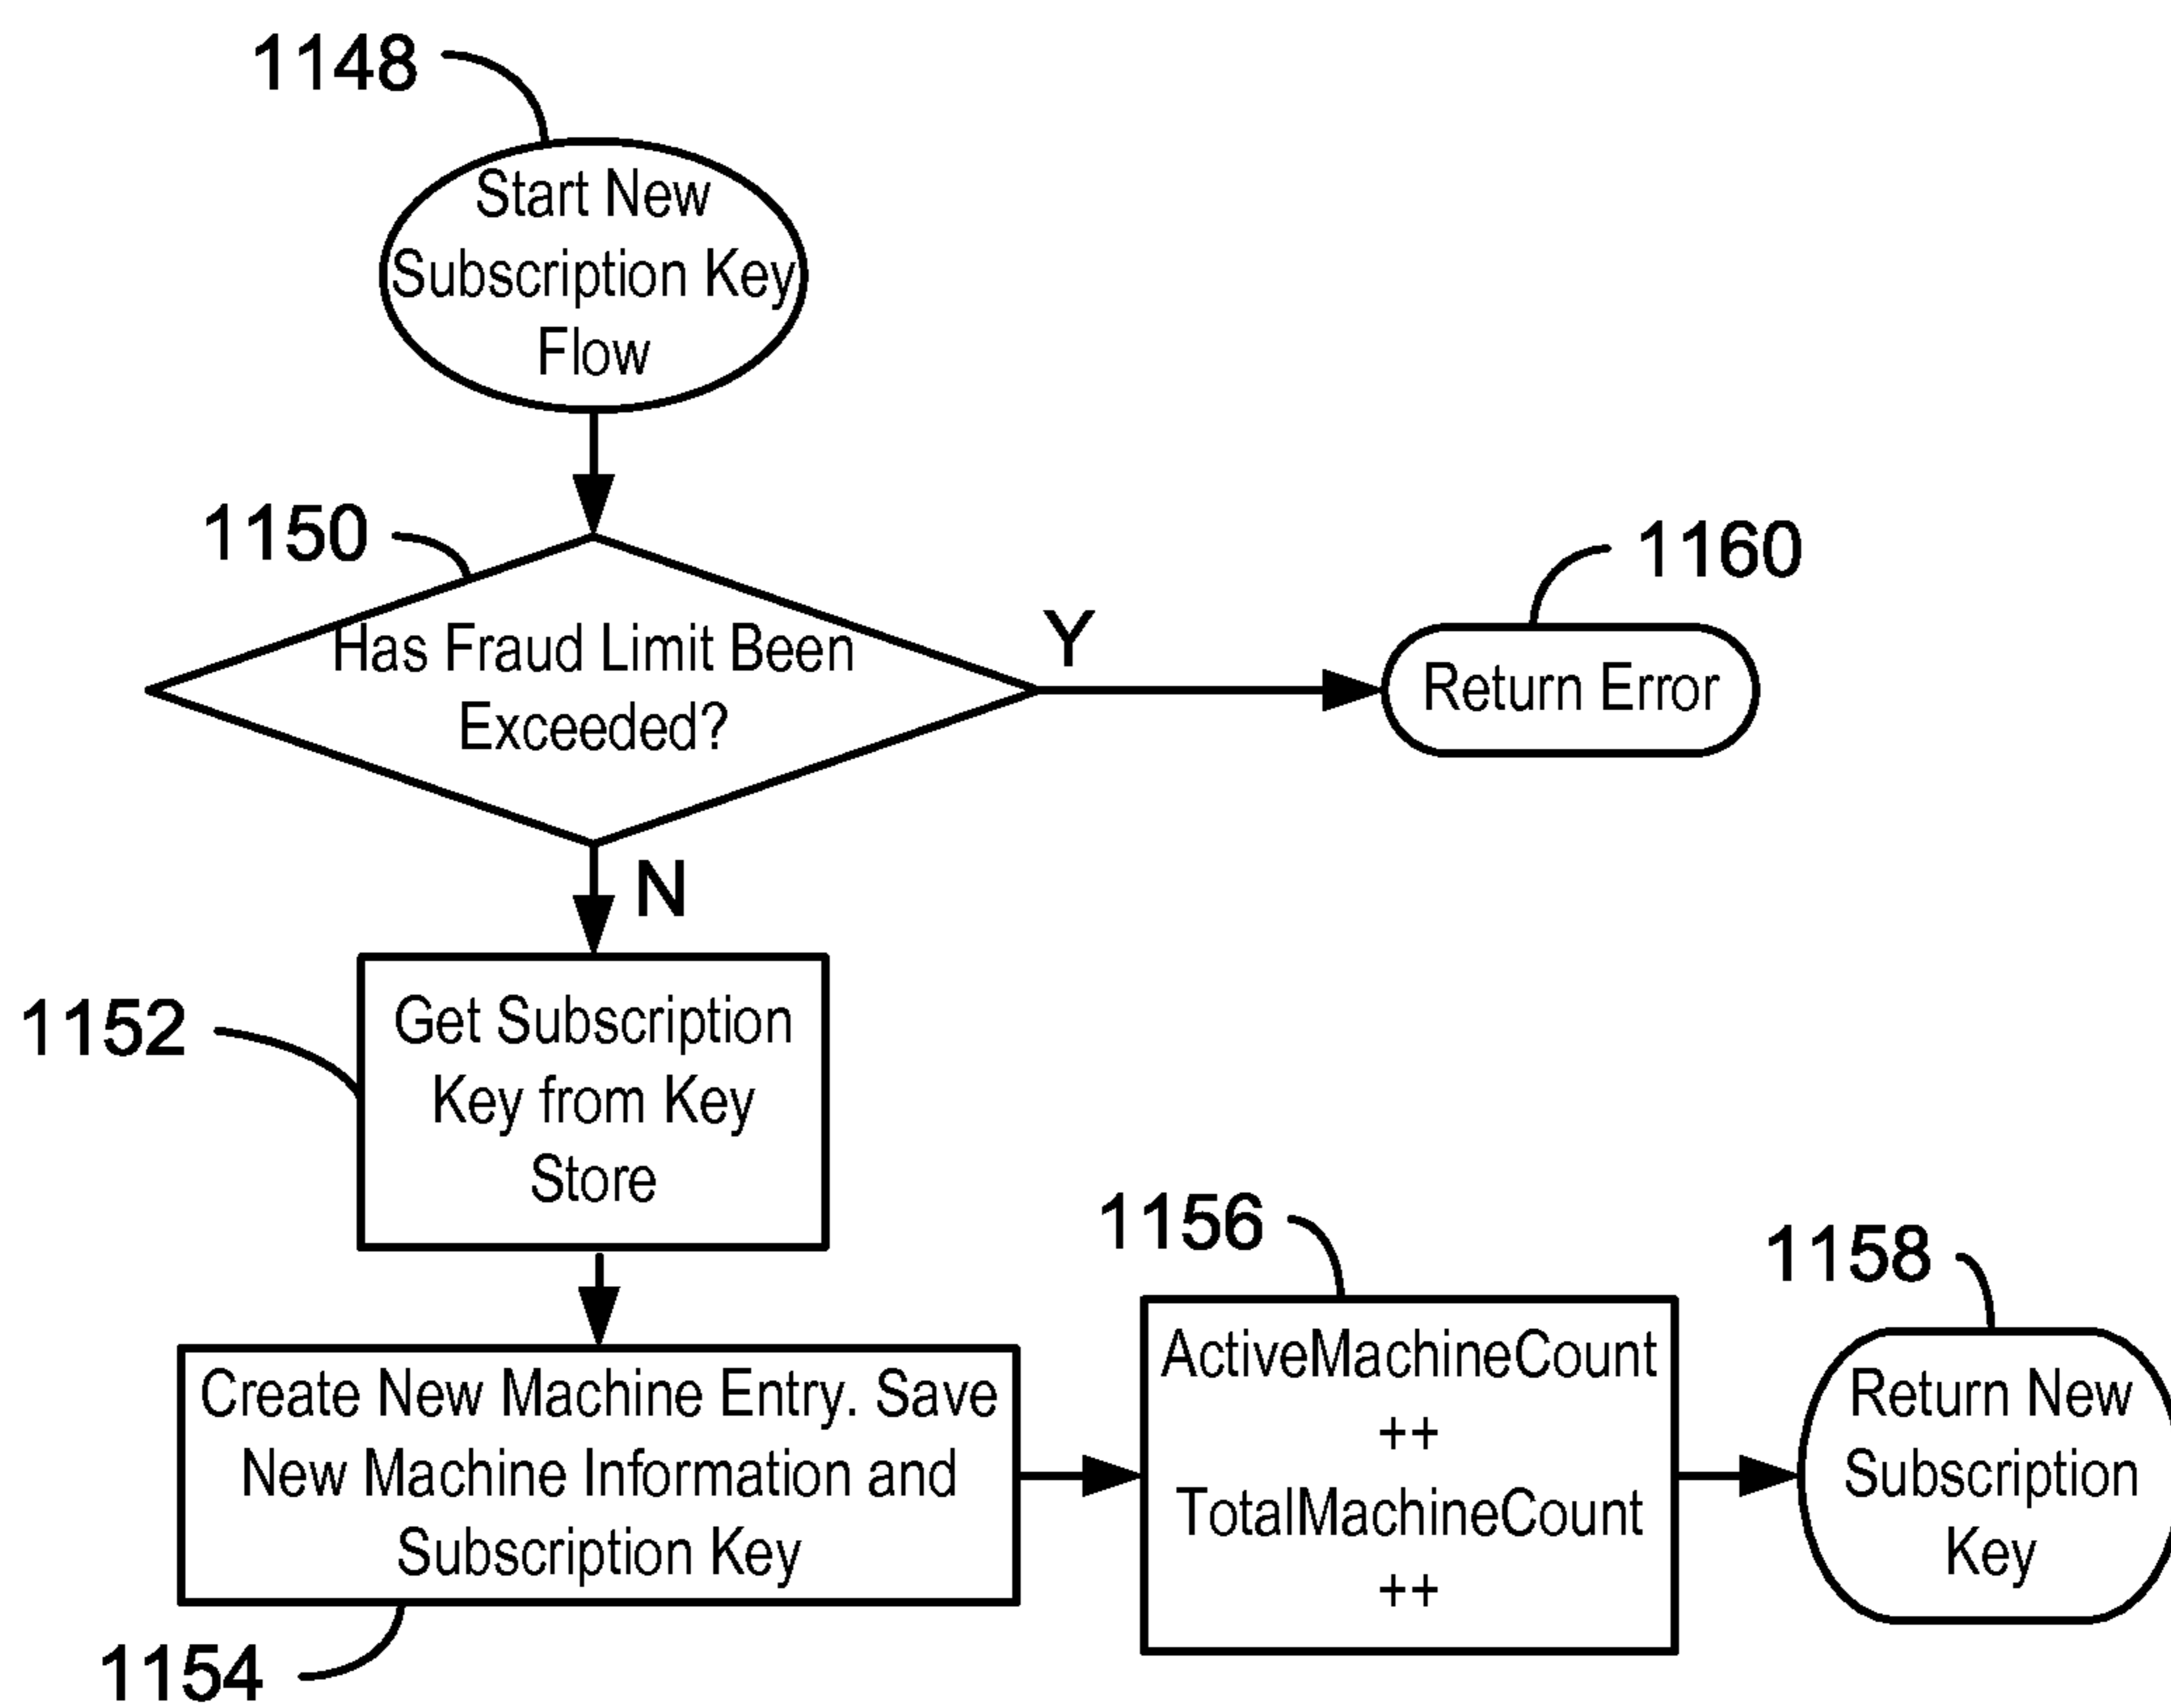 1148
Start New
Subscription Key
Flow
1150
Has Fraud Limit Been
Exceeded?
Y
1160
Return Error
N
1152
Get Subscription
Key from Key
Store
1154
Create New Machine Entry. Save
New Machine Information and
Subscription Key
1156
ActiveMachineCount
++
TotalMachineCount
++
1158
Return New
Subscription
Key